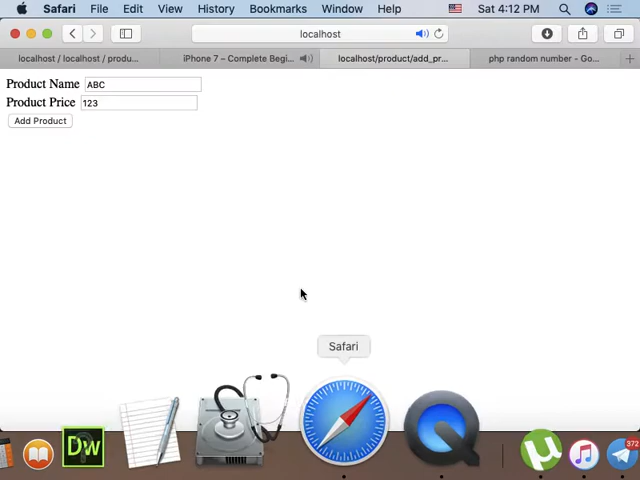 Safari File Edit View History Bookmarks Window Help Sat 4:12 PM
localhost
localhost / localhost / produ... iPhone 7 – Complete Begi... localhost/product/add_pr... php random number - Go...
Product Name ABC
Product Price 123
Add Product
Safari
Dw
372